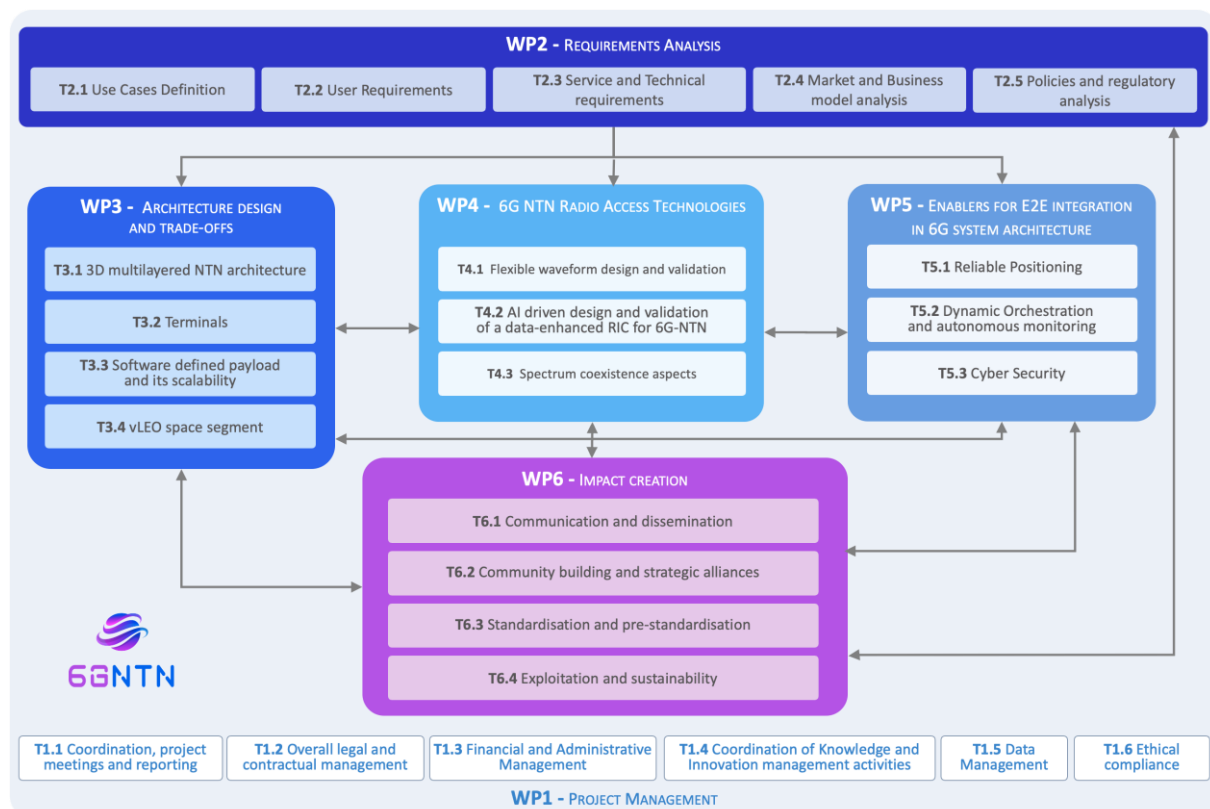 WP2 - Requirements Analysis
T2.1 Use Cases Definition
T2.2 User Requirements
T2.3 Service and Technical
requirements
T2.4 Market and Business
model analysis
T2.5 Policies and regulatory
analysis
WP3 - Architecture design
and trade-offs
T3.1 3D multilayered NTN architecture
T3.2 Terminals
T3.3 Software defined payload
and its scalability
T3.4 vLEO space segment
WP4 - 6G NTN Radio Access Technologies
T4.1 Flexible waveform design and validation
T4.2 AI driven design and validation
of a data-enhanced RIC for 6G-NTN
T4.3 Spectrum coexistence aspects
WP5 - Enablers for E2E integration
in 6G system architecture
T5.1 Reliable Positioning
T5.2 Dynamic Orchestration
and autonomous monitoring
T5.3 Cyber Security
WP6 - Impact creation
T6.1 Communication and dissemination
T6.2 Community building and strategic alliances
T6.3 Standardisation and pre-standardisation
T6.4 Exploitation and sustainability
6GNTN
T1.1 Coordination, project
meetings and reporting
T1.2 Overall legal and
contractual management
T1.3 Financial and Administrative
Management
T1.4 Coordination of Knowledge and
Innovation management activities
T1.5 Data
Management
T1.6 Ethical
compliance
WP1 - Project Management